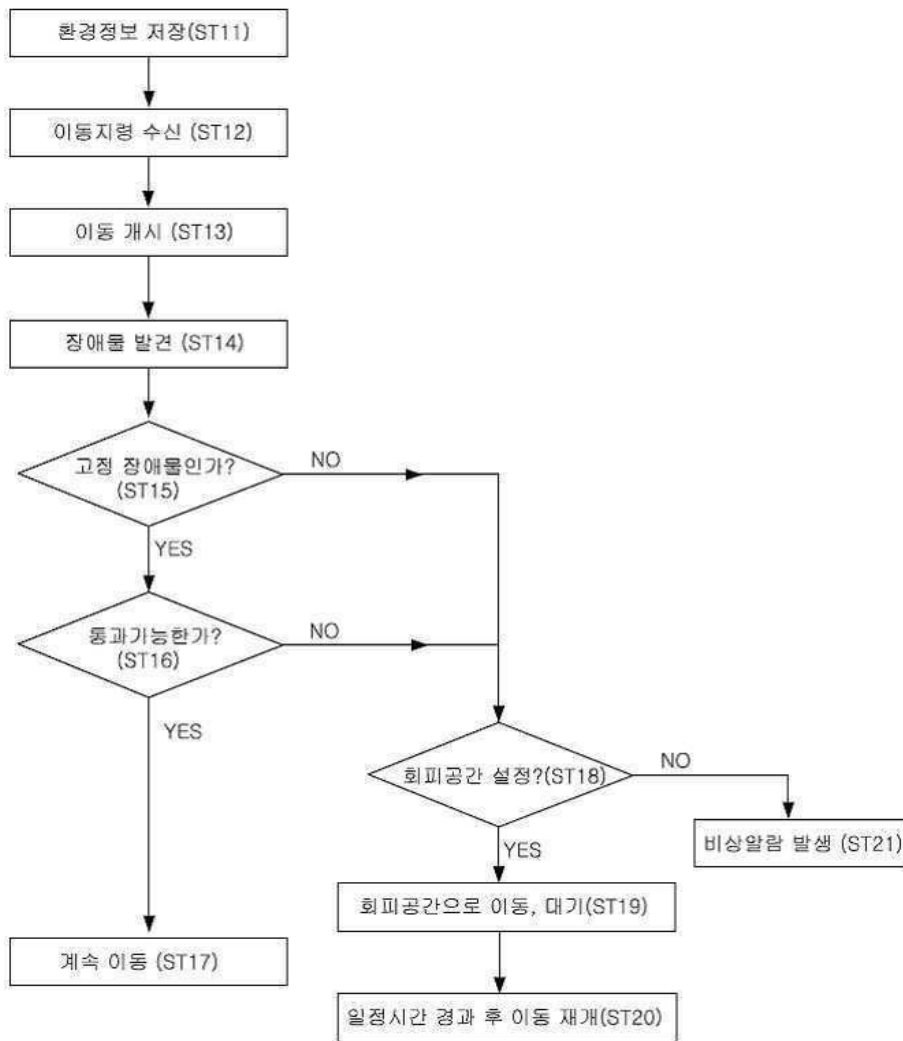 환경정보 저장(ST11)
이동지령 수신 (ST12)
이동 개시 (ST13)
장애물 발견 (ST14)
고정 장애물인가?
(ST15)
NO
YES
통과가능한가?
(ST16)
NO
YES
회피공간 설정?(ST18)
NO
YES
비상알람 발생 (ST21)
회피공간으로 이동, 대기(ST19)
계속 이동 (ST17)
일정시간 경과 후 이동 재개(ST20)